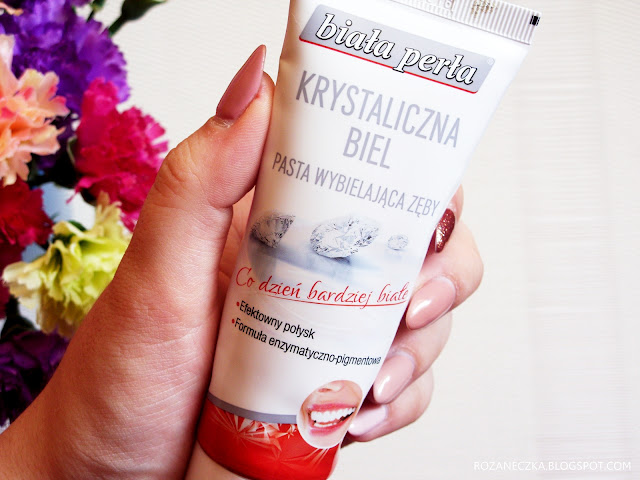 biała perła
KRYSTALICZNA
BIEL
PASTA WYBIELAJĄCA ZĘBY
Co dzień bardziej białe
•Efektowny połysk
•Formuła enzymatyczno-pigmentowa
ROZANECZKA.BLOGSPOT.COM